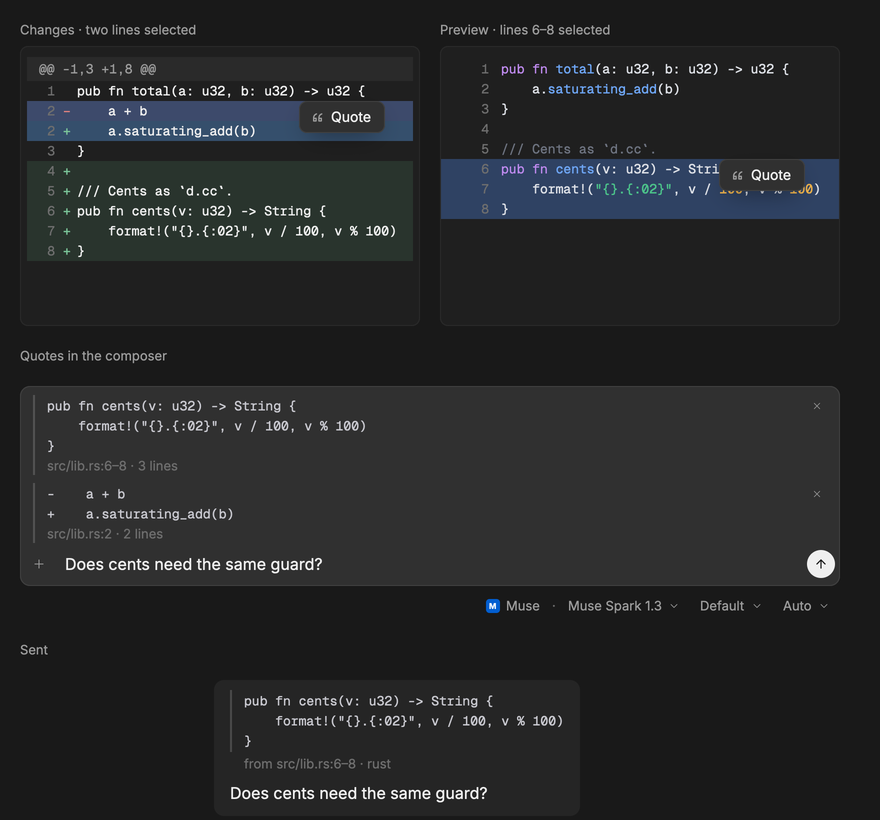 Changes · two lines selected
@@ -1,3 +1,8 @@
1 pub fn total(a: u32, b: u32) -> u32 {
2 -     a + b
2 +     a.saturating_add(b)
“ Quote
3 }
4 +
5 + /// Cents as `d.cc`.
6 + pub fn cents(v: u32) -> String {
7 +     format!("{}.{:02}", v / 100, v % 100)
8 + }
Preview · lines 6–8 selected
1 pub fn total(a: u32, b: u32) -> u32 {
2     a.saturating_add(b)
3 }
4
5 /// Cents as `d.cc`.
6 pub fn cents(v: u32) -> Stri
“ Quote
7     format!("{}.{:02}", v / 100, v % 100)
8 }
Quotes in the composer
pub fn cents(v: u32) -> String {
    format!("{}.{:02}", v / 100, v % 100)
}
src/lib.rs:6–8 · 3 lines
-    a + b
+    a.saturating_add(b)
src/lib.rs:2 · 2 lines
Does cents need the same guard?
M Muse · Muse Spark 1.3 Default Auto
Sent
pub fn cents(v: u32) -> String {
    format!("{}.{:02}", v / 100, v % 100)
}
from src/lib.rs:6–8 · rust
Does cents need the same guard?